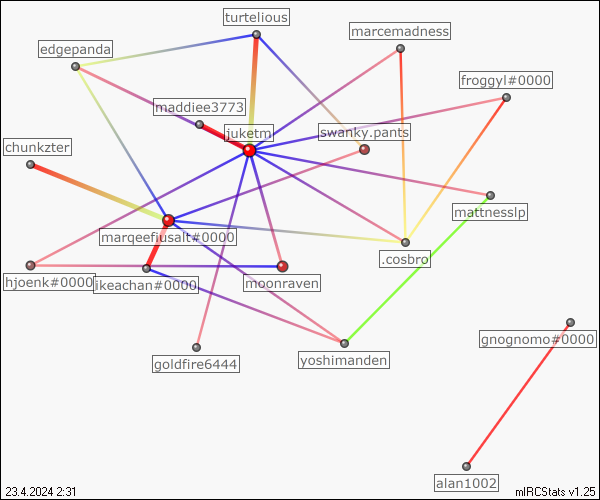 turtelious
marcemadness
edgepanda
froggyl#0000
maddiee3773
juketm
swanky.pants
chunkzter
mattnesslp
marqeefiusalt#0000
.cosbro
hjoenk#0000
ikeachan#0000
moonraven
gnognomo#0000
goldfire6444
yoshimanden
alan1002
23.4.2024 2:31
mIRCStats v1.25